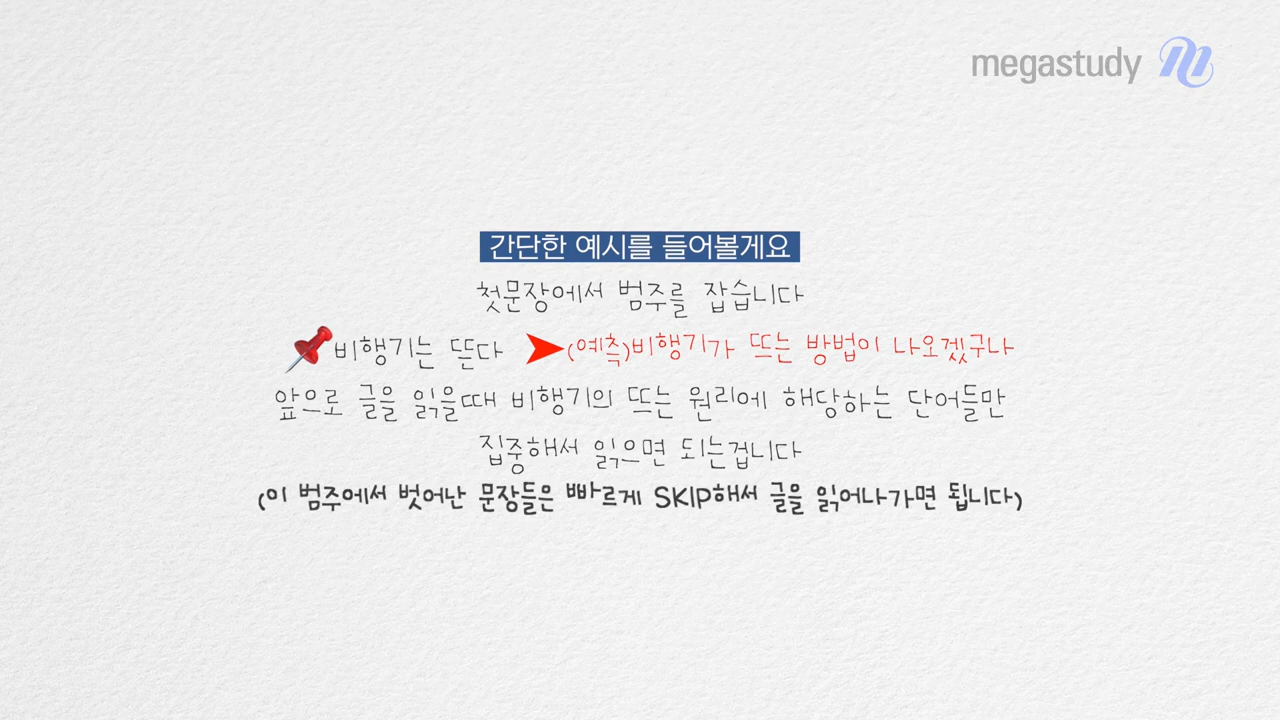 megastudy
간단한 예시를 들어볼게요
첫문장에서 범주를 잡습니다
비행기는 뜬다 (예측)비행기가 뜨는 방법이 나오겠구나
앞으로 글을 읽을때 비행기의 뜨는 원리에 해당하는 단어들만
집중해서 읽으면 되는겁니다
(이 범주에서 벗어난 문장들은 빠르게 SKIP해서 글을 읽어나가면 됩니다)